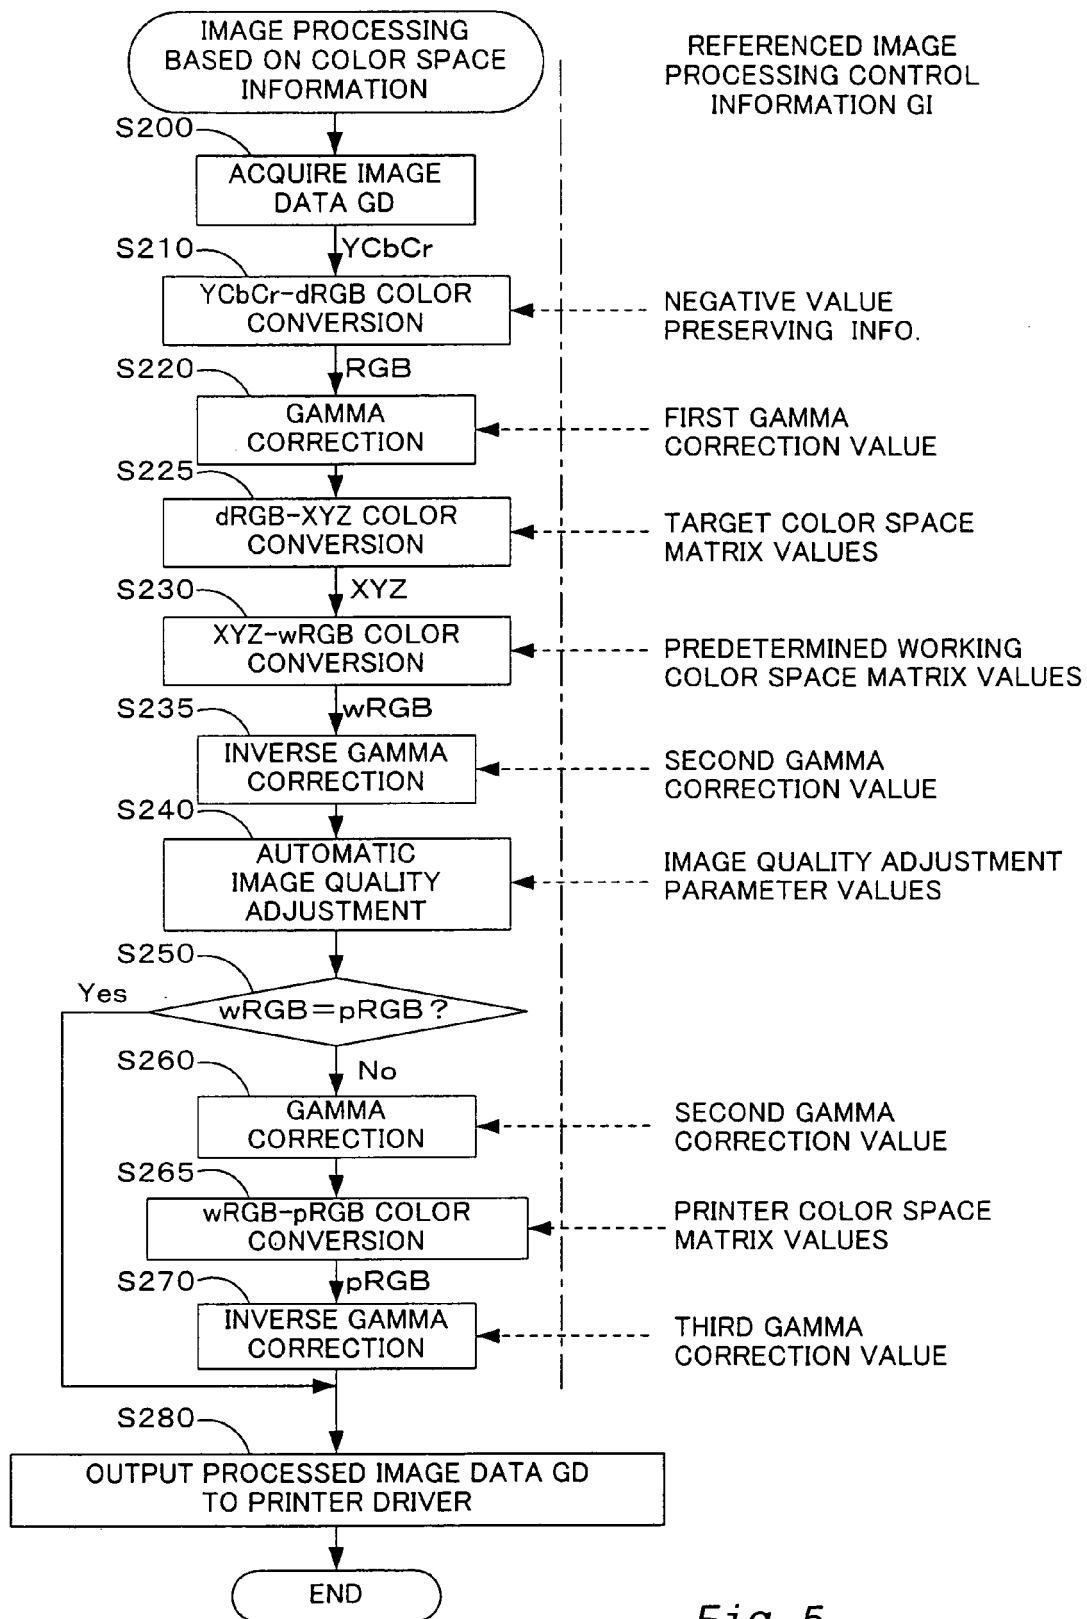 IMAGE PROCESSING
BASED ON COLOR SPACE
INFORMATION
REFERENCED IMAGE
PROCESSING CONTROL
INFORMATION GI
S200
ACQUIRE IMAGE
DATA GD
YCbCr
S210
YCbCr-dRGB COLOR
CONVERSION
NEGATIVE VALUE
PRESERVING INFO.
RGB
S220
GAMMA
CORRECTION
FIRST GAMMA
CORRECTION VALUE
S225
dRGB-XYZ COLOR
CONVERSION
TARGET COLOR SPACE
MATRIX VALUES
XYZ
S230
XYZ-wRGB COLOR
CONVERSION
PREDETERMINED WORKING
COLOR SPACE MATRIX VALUES
wRGB
S235
INVERSE GAMMA
CORRECTION
SECOND GAMMA
CORRECTION VALUE
S240
AUTOMATIC
IMAGE QUALITY
ADJUSTMENT
IMAGE QUALITY ADJUSTMENT
PARAMETER VALUES
S250
Yes
wRGB=pRGB?
No
S260
GAMMA
CORRECTION
SECOND GAMMA
CORRECTION VALUE
S265
wRGB-pRGB COLOR
CONVERSION
PRINTER COLOR SPACE
MATRIX VALUES
pRGB
S270
INVERSE GAMMA
CORRECTION
THIRD GAMMA
CORRECTION VALUE
S280
OUTPUT PROCESSED IMAGE DATA GD
TO PRINTER DRIVER
END
Fig. 5